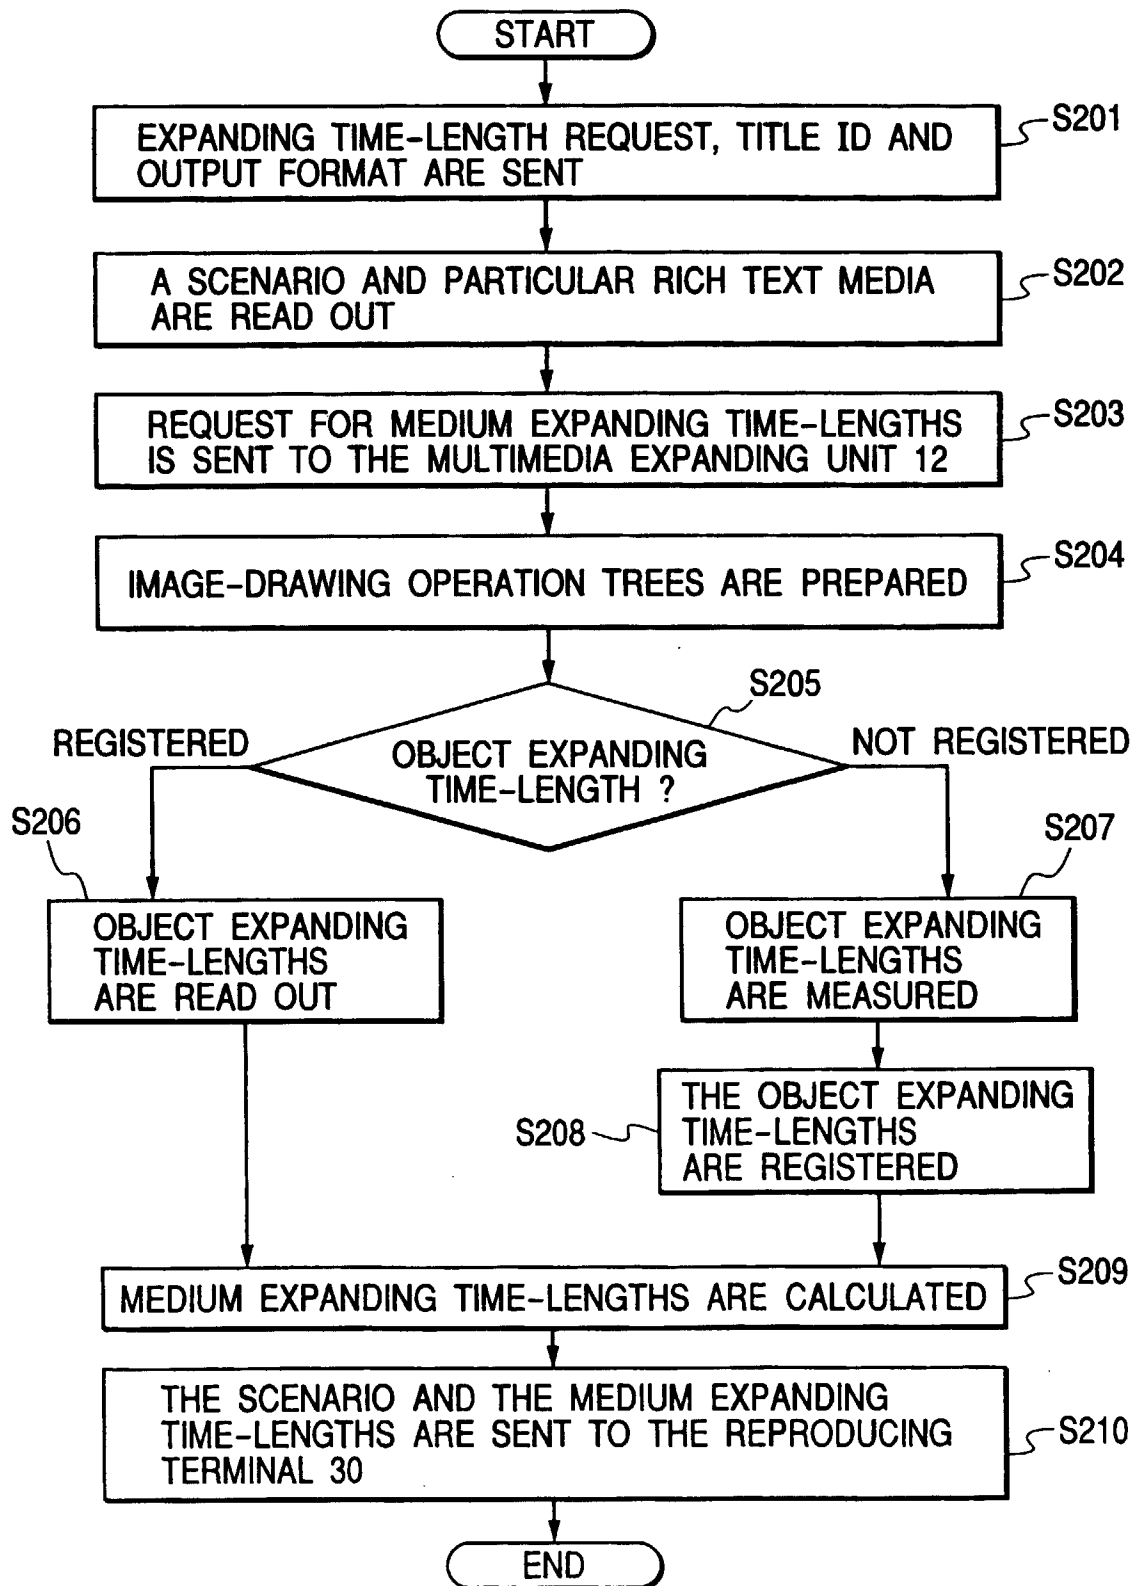 START
EXPANDING TIME-LENGTH REQUEST, TITLE ID AND
OUTPUT FORMAT ARE SENT
S201
A SCENARIO AND PARTICULAR RICH TEXT MEDIA
ARE READ OUT
S202
REQUEST FOR MEDIUM EXPANDING TIME-LENGTHS
IS SENT TO THE MULTIMEDIA EXPANDING UNIT 12
S203
IMAGE-DRAWING OPERATION TREES ARE PREPARED
S204
S205
REGISTERED
OBJECT EXPANDING
TIME-LENGTH ?
NOT REGISTERED
S206
OBJECT EXPANDING
TIME-LENGTHS
ARE READ OUT
S207
OBJECT EXPANDING
TIME-LENGTHS
ARE MEASURED
S208
THE OBJECT EXPANDING
TIME-LENGTHS
ARE REGISTERED
MEDIUM EXPANDING TIME-LENGTHS ARE CALCULATED
S209
THE SCENARIO AND THE MEDIUM EXPANDING
TIME-LENGTHS ARE SENT TO THE REPRODUCING
TERMINAL 30
S210
END